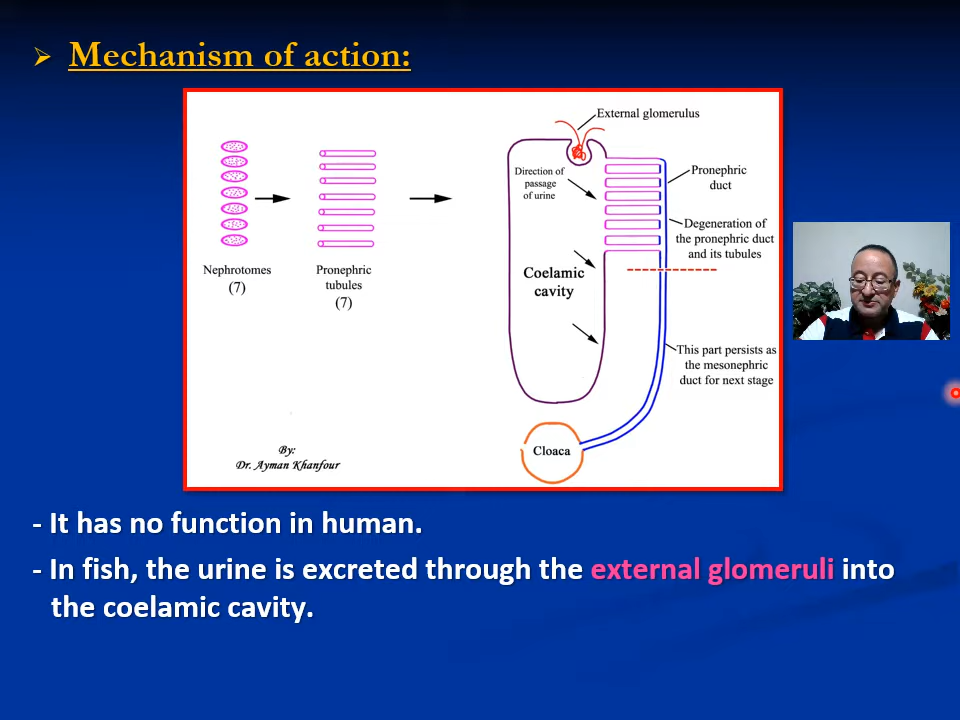 Mechanism of action:
External glomerulus
Direction of
passage
of urine
Pronephric
duct
Degeneration of
the pronephric duct
and its tubules
Nephrotomes
(7)
Pronephric
tubules
(7)
Coelamic
cavity
This part persists as
the mesonephric
duct for next stage
Cloaca
By:
Dr. Ayman Khanfour
- It has no function in human.
- In fish, the urine is excreted through the external glomeruli into
the coelamic cavity.